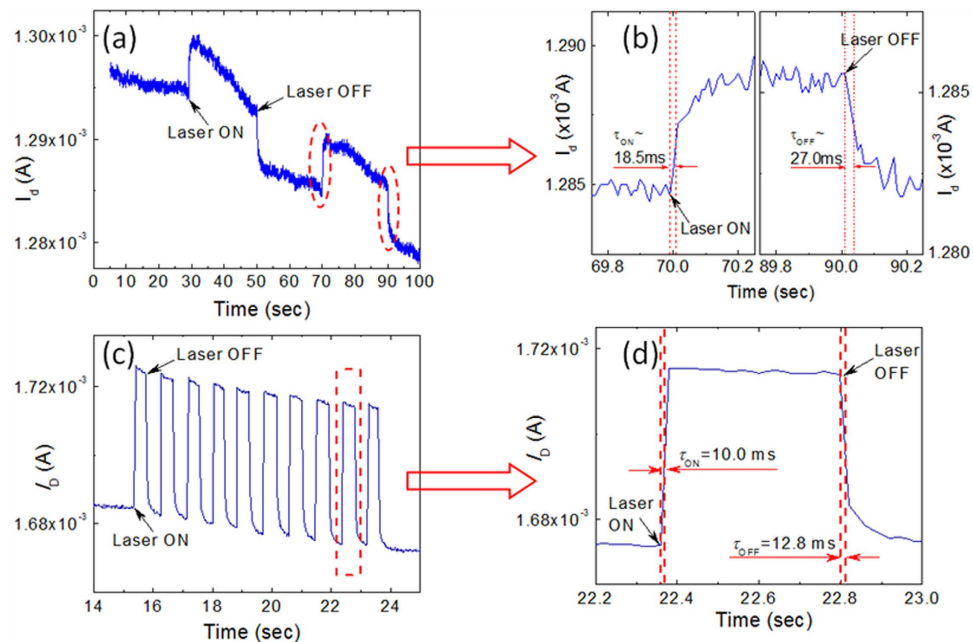 (a)
1.30x10⁻³
1.29x10⁻³
1.28x10⁻³
I_d (A)
Laser ON
Laser OFF
0 10 20 30 40 50 60 70 80 90 100
Time (sec)
(b)
1.290
1.285
I_d (x10⁻³A)
τ_ON~
18.5ms
Laser ON
Laser OFF
τ_OFF~
27.0ms
1.285
1.280
I_d (x10⁻³A)
69.8 70.0 70.2 89.8 90.0 90.2
Time (sec)
(c)
1.72x10⁻³
1.68x10⁻³
I_D (A)
Laser OFF
Laser ON
14 16 18 20 22 24
Time (sec)
(d)
1.72x10⁻³
1.68x10⁻³
I_D (A)
Laser
OFF
τ_ON=10.0 ms
Laser
ON
τ_OFF=12.8 ms
22.2 22.4 22.6 22.8 23.0
Time (sec)